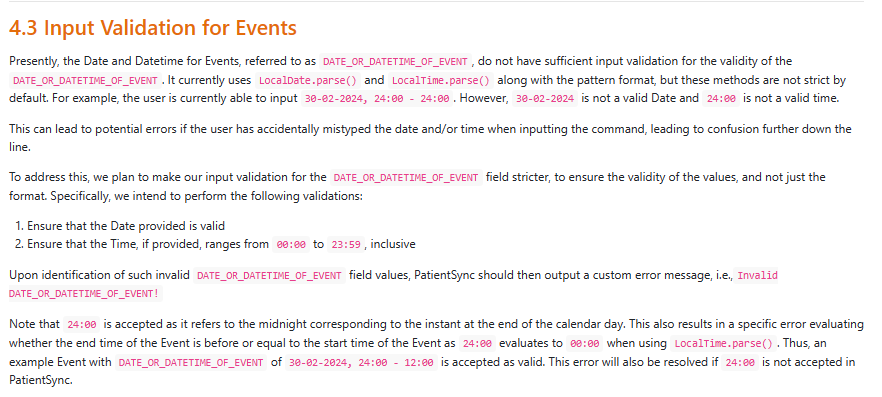 4.3 Input Validation for Events
Presently, the Date and Datetime for Events, referred to as DATE_OR_DATETIME_OF_EVENT , do not have sufficient input validation for the validity of the
DATE_OR_DATETIME_OF_EVENT . It currently uses LocalDate.parse() and LocalTime.parse() along with the pattern format, but these methods are not strict by
default. For example, the user is currently able to input 30-02-2024, 24:00 - 24:00 . However, 30-02-2024 is not a valid Date and 24:00 is not a valid time.
This can lead to potential errors if the user has accidentally mistyped the date and/or time when inputting the command, leading to confusion further down the
line.
To address this, we plan to make our input validation for the DATE_OR_DATETIME_OF_EVENT field stricter, to ensure the validity of the values, and not just the
format. Specifically, we intend to perform the following validations:
1. Ensure that the Date provided is valid
2. Ensure that the Time, if provided, ranges from 00:00 to 23:59 , inclusive
Upon identification of such invalid DATE_OR_DATETIME_OF_EVENT field values, PatientSync should then output a custom error message, i.e., Invalid
DATE_OR_DATETIME_OF_EVENT!
Note that 24:00 is accepted as it refers to the midnight corresponding to the instant at the end of the calendar day. This also results in a specific error evaluating
whether the end time of the Event is before or equal to the start time of the Event as 24:00 evaluates to 00:00 when using LocalTime.parse() . Thus, an
example Event with DATE_OR_DATETIME_OF_EVENT of 30-02-2024, 24:00 - 12:00 is accepted as valid. This error will also be resolved if 24:00 is not accepted in
PatientSync.